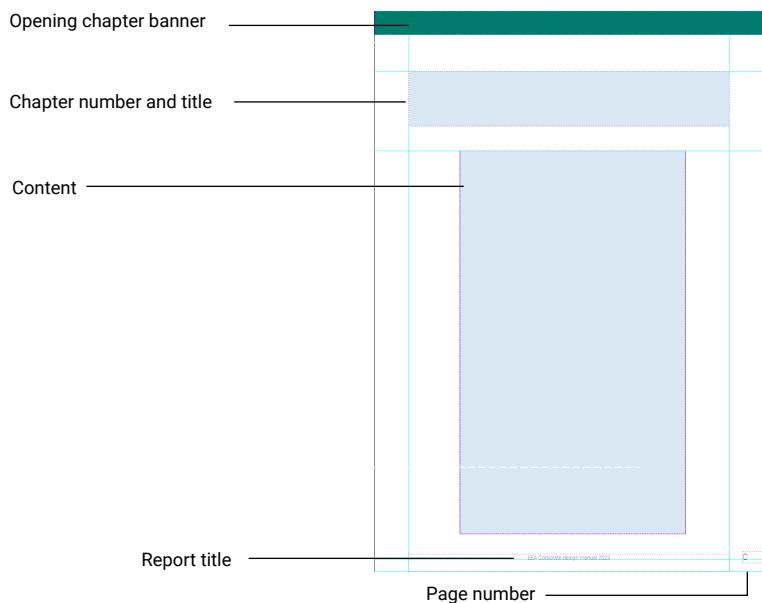 Opening chapter banner
Chapter number and title
Content
Report title
EEA Corporate design manual 2023
C
Page number